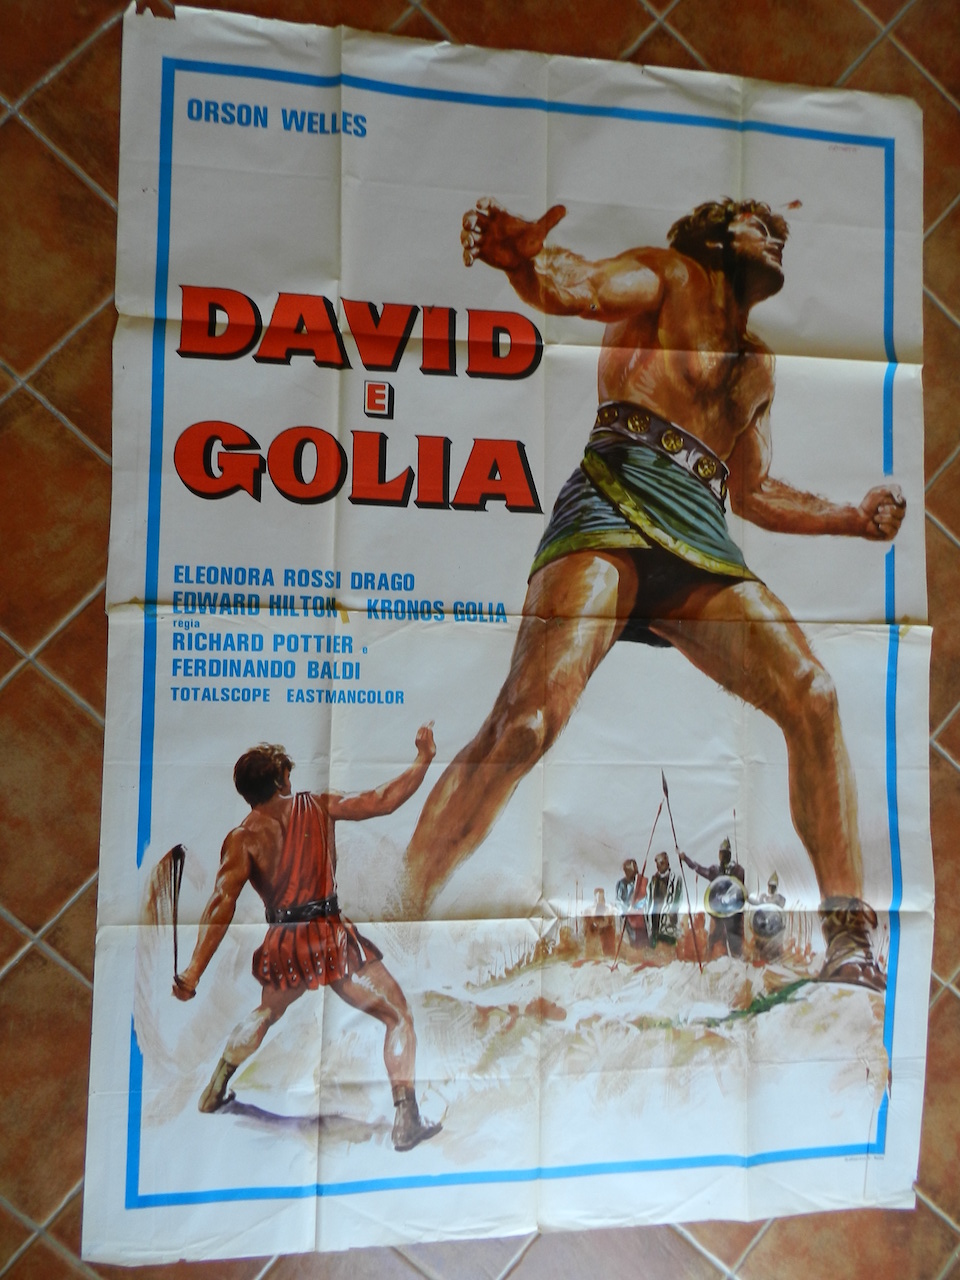 ORSON WELLES
DAVID
E
GOLIA
ELEONORA ROSSI DRAGO
EDWARD HILTON KRONOS GOLIA
regia
RICHARD POTTIER e
FERDINANDO BALDI
TOTALSCOPE EASTMANCOLOR